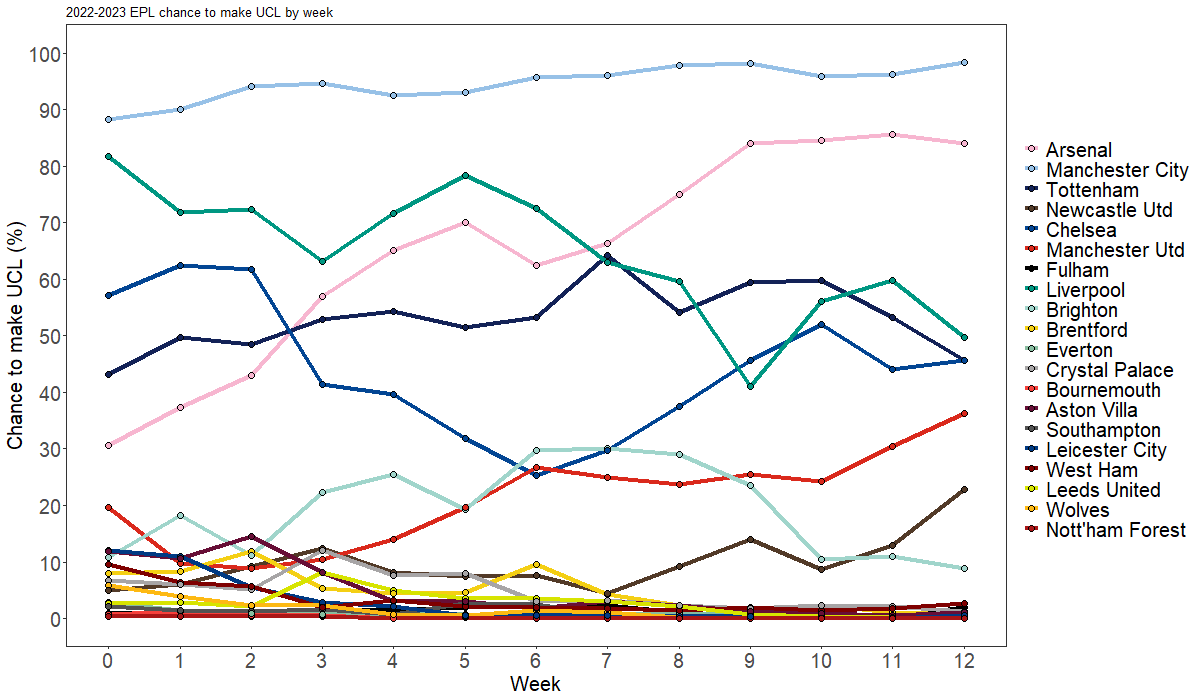 2022-2023 EPL chance to make UCL by week
Chance to make UCL (%)
100
90
80
70
60
50
40
30
20
10
0
0 1 2 3 4 5 6 7 8 9 10 11 12
Week
Arsenal
Manchester City
Tottenham
Newcastle Utd
Chelsea
Manchester Utd
Fulham
Liverpool
Brighton
Brentford
Everton
Crystal Palace
Bournemouth
Aston Villa
Southampton
Leicester City
West Ham
Leeds United
Wolves
Nott'ham Forest